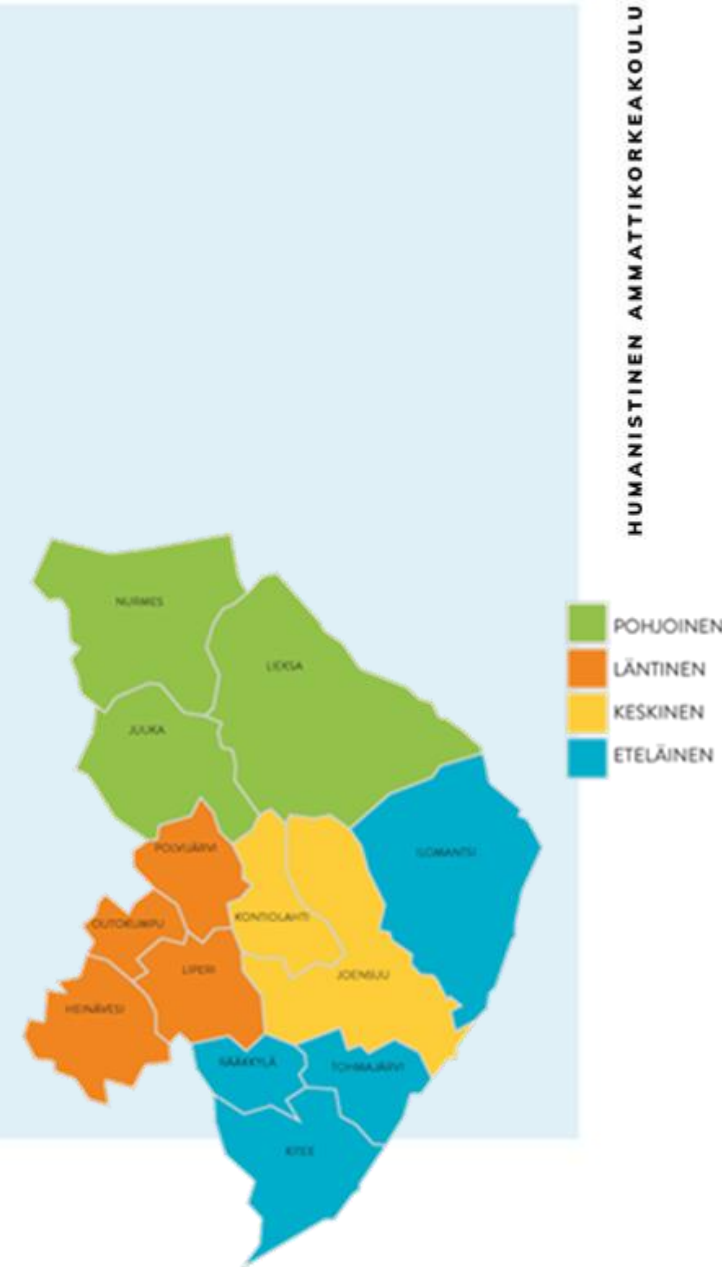 HUMANISTINEN AMMATTIKORKEAKOULU
NURMES
LIEKSA
JUUKA
POLVIJÄRVI
ILOMANTSI
OUTOKUMPU
KONTIOLAHTI
LIPERI
JOENSUU
HEINÄVESI
RÄÄKKYLÄ
TOHMAJÄRVI
KITEE
POHJOINEN
LÄNTINEN
KESKINEN
ETELÄINEN